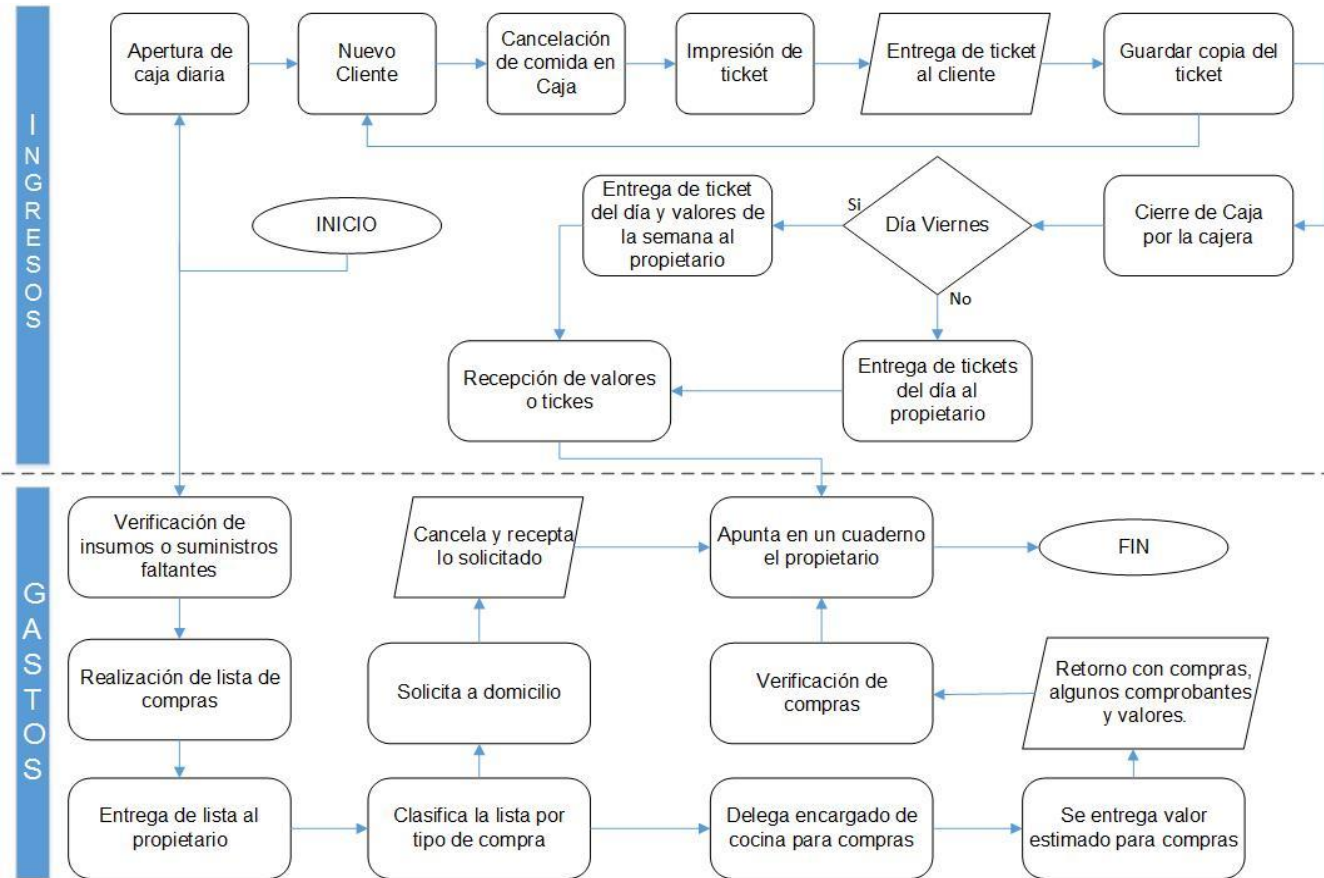 INGRESOS
Apertura de
caja diaria
Nuevo
Cliente
Cancelación
de comida en
Caja
Impresión de
ticket
Entrega de ticket
al cliente
Guardar copia del
ticket
INICIO
Entrega de ticket
del día y valores de
la semana al
propietario
Si
Día Viernes
No
Cierre de Caja
por la cajera
Recepción de valores
o tickes
Entrega de tickets
del día al
propietario
GASTOS
Verificación de
insumos o suministros
faltantes
Cancela y recepta
lo solicitado
Apunta en un cuaderno
el propietario
FIN
Realización de lista de
compras
Solicita a domicilio
Verificación de
compras
Retorno con compras,
algunos comprobantes
y valores.
Entrega de lista al
propietario
Clasifica la lista por
tipo de compra
Delega encargado de
cocina para compras
Se entrega valor
estimado para compras